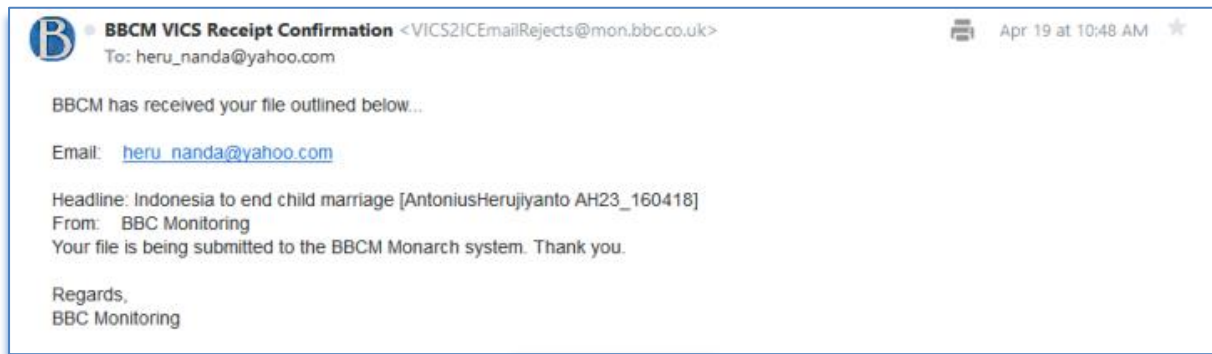 B
BBCM VICS Receipt Confirmation <VICS2ICEmailRejects@mon.bbc.co.uk>
Apr 19 at 10:48 AM
To: heru_nanda@yahoo.com
BBCM has received your file outlined below...
Email: heru_nanda@yahoo.com
Headline: Indonesia to end child marriage [AntoniusHerujiyanto AH23_160418]
From: BBC Monitoring
Your file is being submitted to the BBCM Monarch system. Thank you.
Regards,
BBC Monitoring